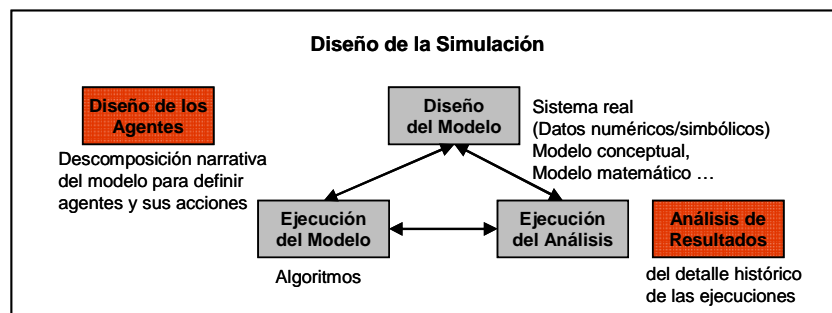 Diseño de la Simulación
Diseño de los
Agentes
Descomposición narrativa
del modelo para definir
agentes y sus acciones
Diseño
del Modelo
Sistema real
(Datos numéricos/simbólicos)
Modelo conceptual,
Modelo matemático …
Ejecución
del Modelo
Algoritmos
Ejecución
del Análisis
Análisis de
Resultados
del detalle histórico
de las ejecuciones